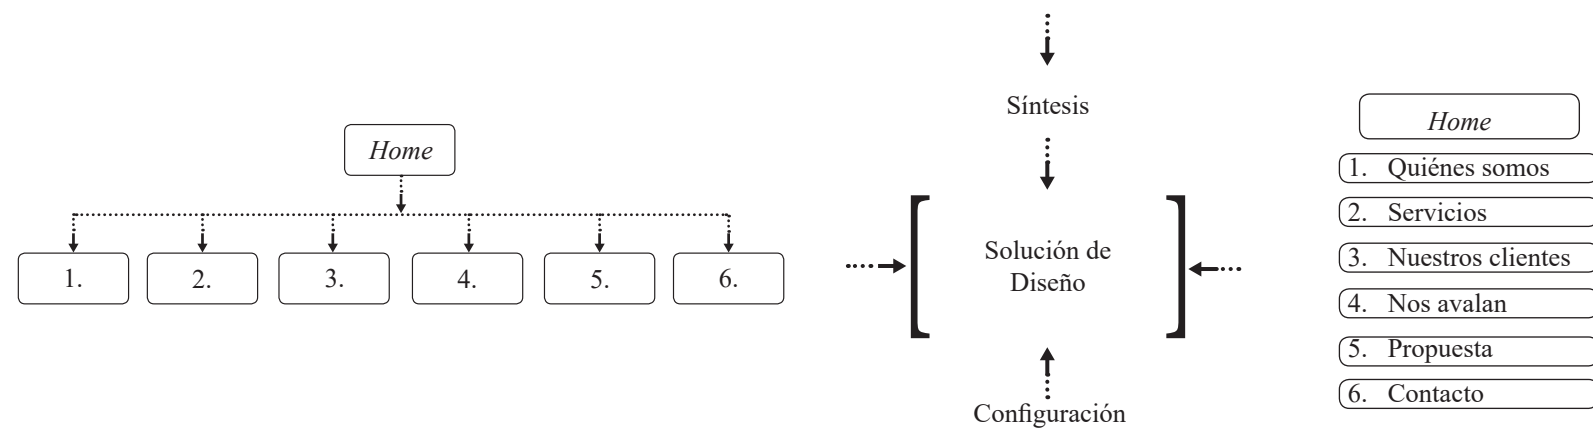 Home
1.
2.
3.
4.
5.
6.
Síntesis
Solución de
Diseño
Configuración
Home
1. Quiénes somos
2. Servicios
3. Nuestros clientes
4. Nos avalan
5. Propuesta
6. Contacto